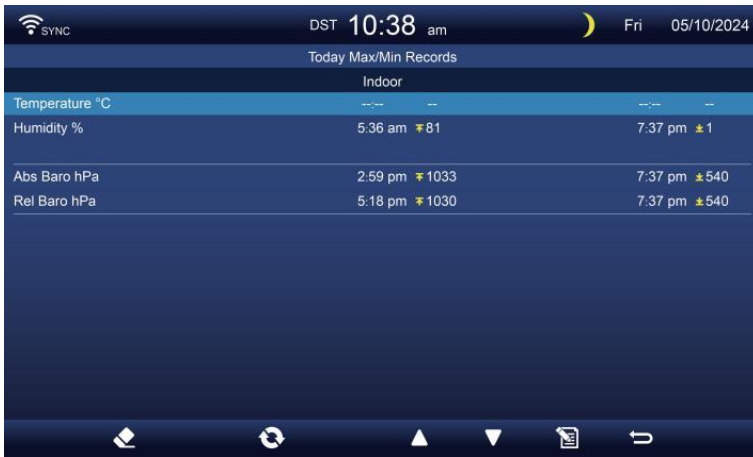 SYNC DST 10:38 am Fri 05/10/2024
Today Max/Min Records
Indoor
Temperature °C --:-- -- --:-- --
Humidity % 5:36 am 81 7:37 pm 1
Abs Baro hPa 2:59 pm 1033 7:37 pm 540
Rel Baro hPa 5:18 pm 1030 7:37 pm 540